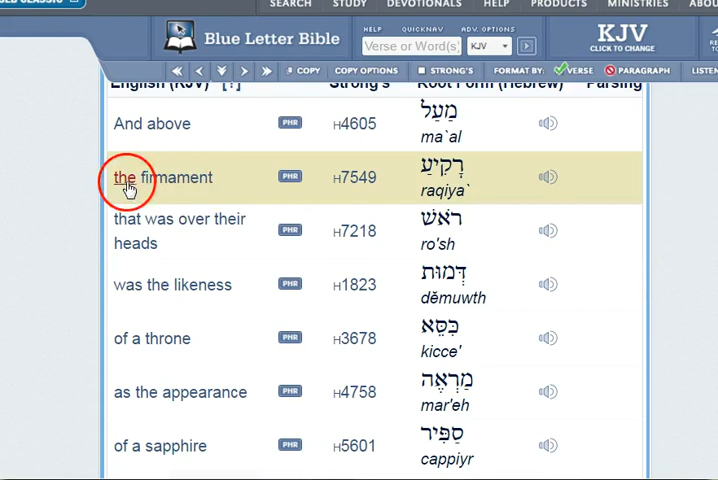 SEARCH STUDY DEVOTIONALS HELP PRODUCTS MINISTRIES
Blue Letter Bible
HELP QUICKNAV ADV. OPTIONS
Verse or Word(s) KJV
KJV
CLICK TO CHANGE
COPY COPY OPTIONS STRONG'S FORMAT BY: VERSE PARAGRAPH
English (KJV) [?] Strong's Root Form (Hebrew) Parsing
And above PHR H4605 מַעַל
ma`al
the firmament PHR H7549 רָקִיעַ
raqiya`
that was over their
heads PHR H7218 רֹאשׁ
ro'sh
was the likeness PHR H1823 דְּמוּת
dĕmuwth
of a throne PHR H3678 כִּסֵּא
kicce'
as the appearance PHR H4758 מַרְאֶה
mar'eh
of a sapphire PHR H5601 סַפִּיר
cappiyr